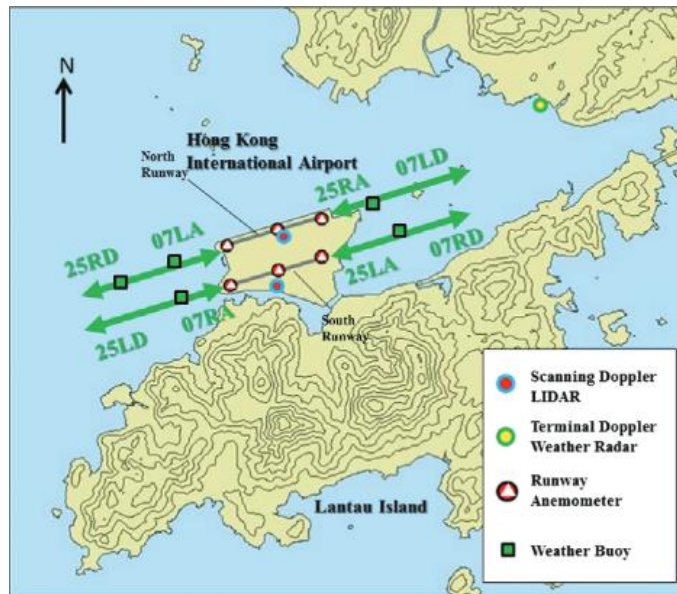 N
Hong Kong
International Airport
North
Runway
25RA
07LD
07LA
25RD
07RD
25LA
07RA
25LD
South
Runway
Lantau Island
Scanning Doppler
LIDAR
Terminal Doppler
Weather Radar
Runway
Anemometer
Weather Buoy